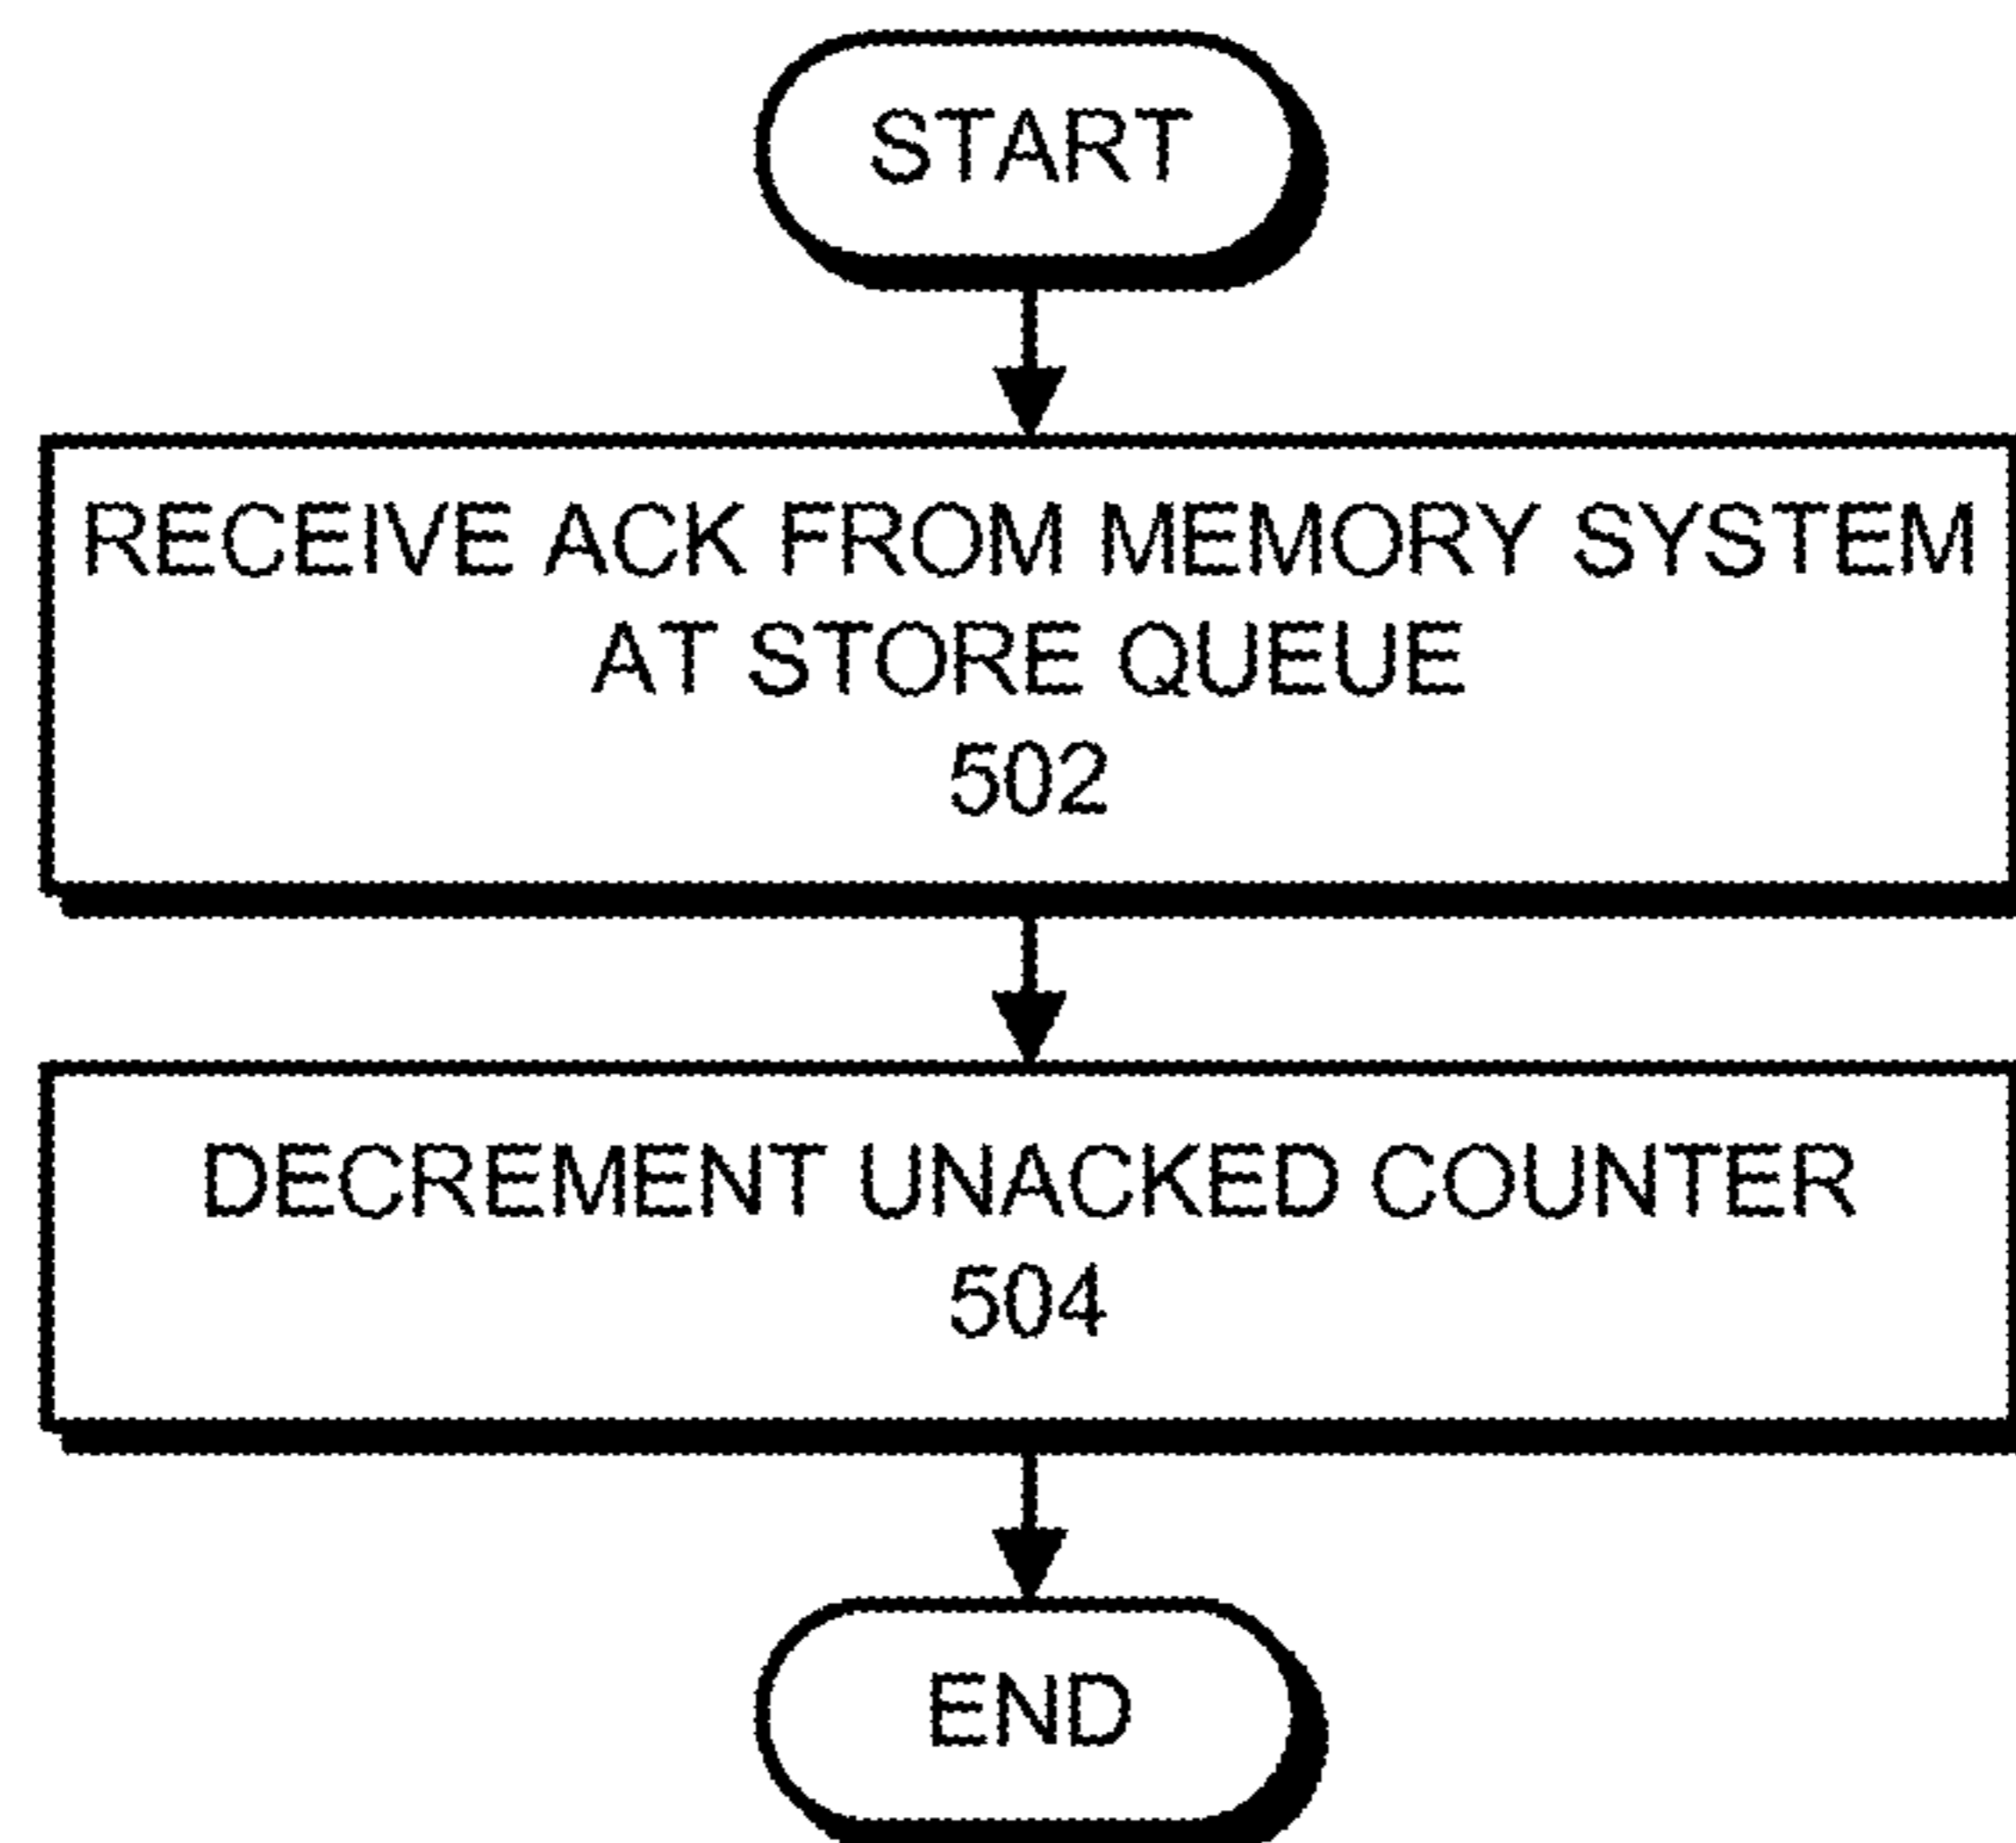 START
RECEIVE ACK FROM MEMORY SYSTEM
AT STORE QUEUE
502
DECREMENT UNACKED COUNTER
504
END